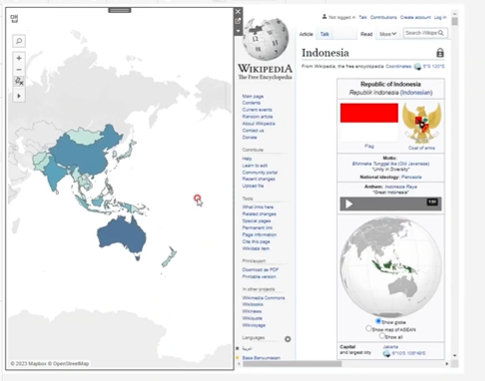 © 2023 Mapbox © OpenStreetMap
WIKIPEDIA
The Free Encyclopedia
Main page
Contents
Current events
Random article
About Wikipedia
Contact us
Donate
Contribute
Help
Learn to edit
Community portal
Recent changes
Upload file
Tools
What links here
Related changes
Special pages
Permanent link
Page information
Cite this page
Wikidata item
Print/export
Download as PDF
Printable version
In other projects
Wikimedia Commons
Wikibooks
Wikinews
Wikiquote
Wikivoyage
Languages
العربية
Not logged in Talk Contributions Create account Log in
Article Talk Read More Search Wikipe
Indonesia
From Wikipedia, the free encyclopedia Coordinates:
Republic of Indonesia
Republik Indonesia (Indonesian)
Flag Coat of arms
Motto:
Bhinneka Tunggal Ika (Old Javanese)
"Unity in Diversity"
National ideology: Pancasila
Anthem: Indonesia Raya
"Great Indonesia"
Show globe
Show map of ASEAN
Show all
Capital
and largest city
Jakarta